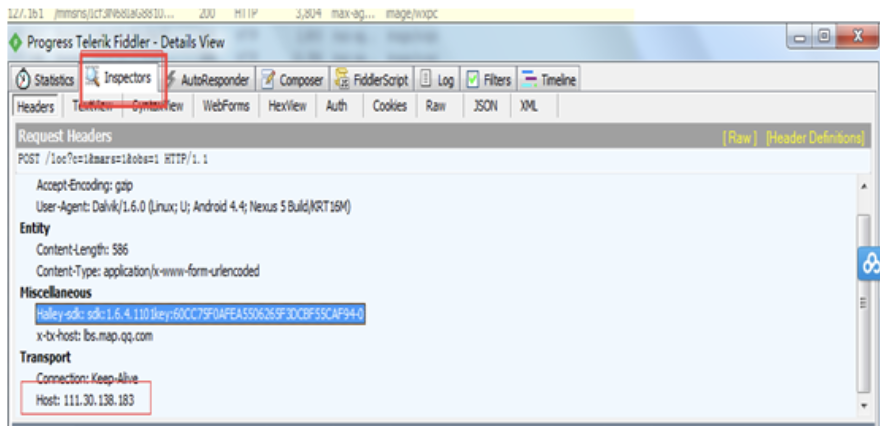 127.161 200 HTTP 3,804 max-ag... image/wxpc
Progress Telerik Fiddler - Details View
Statistics Inspectors AutoResponder Composer FiddlerScript Log Filters Timeline
Headers TextView SyntaxView WebForms HexView Auth Cookies Raw JSON XML
Request Headers [Raw] [Header Definitions]
POST /loc?c=1&mars=1&obs=1 HTTP/1.1
Accept-Encoding: gzip
User-Agent: Dalvik/1.6.0 (Linux; U; Android 4.4; Nexus 5 Build/KRT16M)
Entity
Content-Length: 586
Content-Type: application/x-www-form-urlencoded
Miscellaneous
Halley-sdk: sdk:1.6.4.1101key:60CC75F0AFEA5506265F3DCBF55CAF94-0
x-tx-host: lbs.map.qq.com
Transport
Connection: Keep-Alive
Host: 111.30.138.183